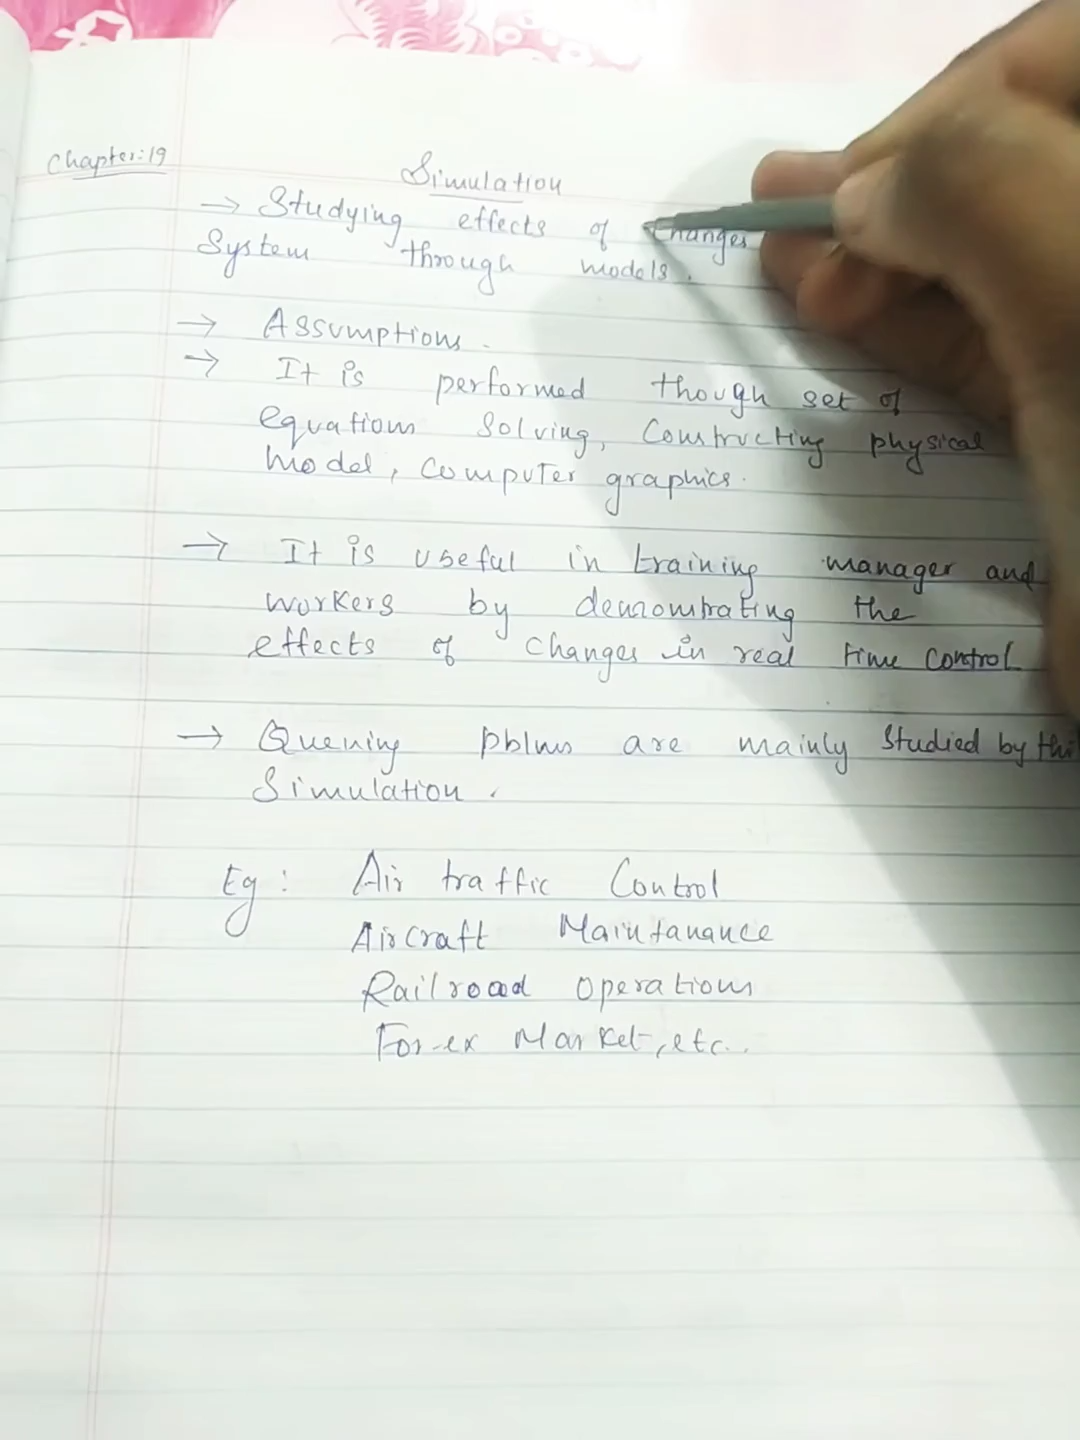 Chapter:19
Simulation
→ Studying effects of changes
System through models.
→ Assumptions.
→ It is performed though set of
equations solving, Constructing physical
model, computer graphics.
→ It is useful in training manager and
workers by demonstrating the
effects of changes in real time control
→ Queuing pblms are mainly studied by this
Simulation.
Eg: Air traffic Control
Aircraft Maintanance
Railroad operations
Forex Market, etc..